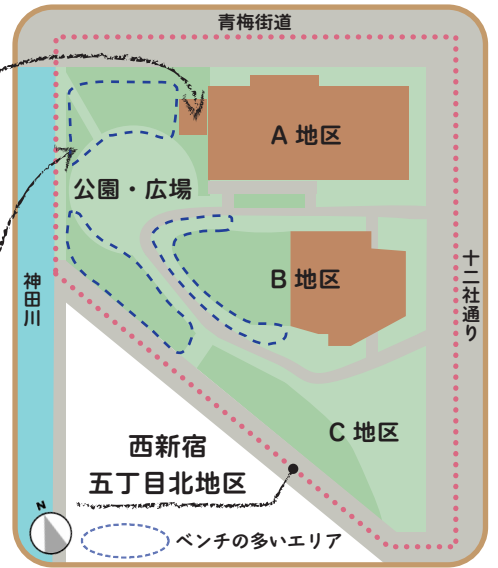 青梅街道
A 地区
公園・広場
B 地区
神田川
十二社通り
C 地区
西新宿
五丁目北地区
N
ベンチの多いエリア